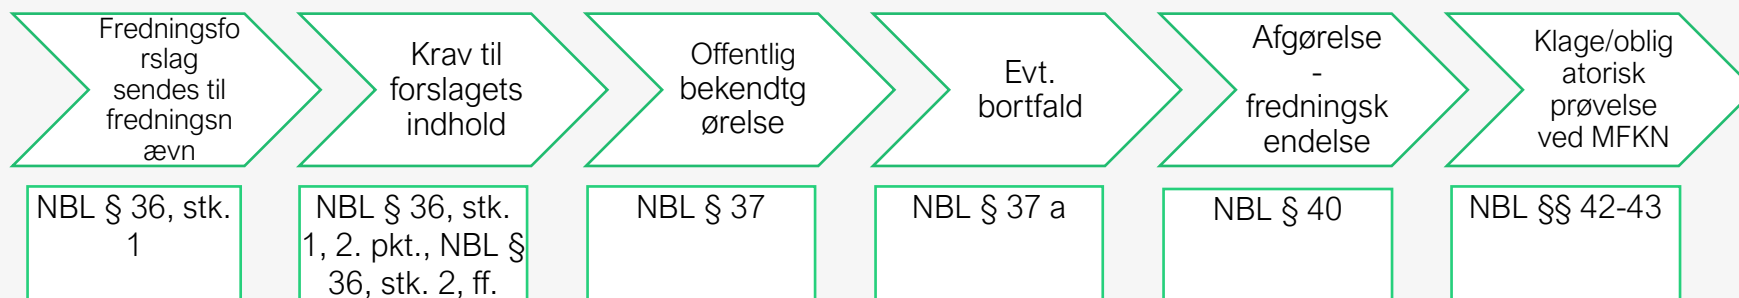 Fredningsfo
rslag
sendes til
fredningsn
ævn
Krav til
forslagets
indhold
Offentlig
bekendtg
ørelse
Evt.
bortfald
Afgørelse
-
fredningsk
endelse
Klage/oblig
atorisk
prøvelse
ved MFKN
NBL § 36, stk.
1
NBL § 36, stk.
1, 2. pkt., NBL §
36, stk. 2, ff.
NBL § 37
NBL § 37 a
NBL § 40
NBL §§ 42-43